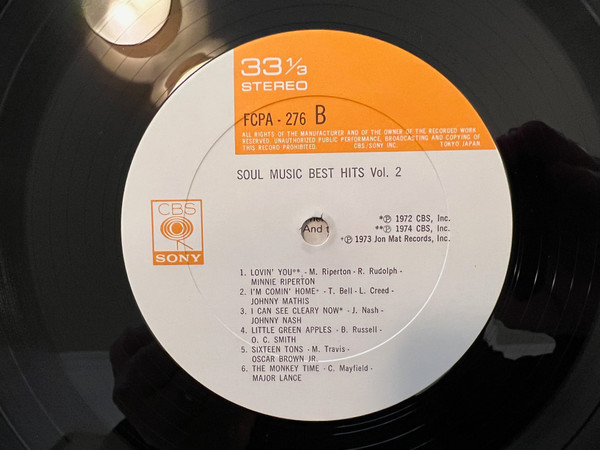 33 1/3
STEREO
FCPA - 276 B
ALL RIGHTS OF THE MANUFACTURER AND OF THE OWNER OF THE RECORDED WORK
RESERVED. UNAUTHORIZED PUBLIC PERFORMANCE, BROADCASTING AND COPYING OF
THIS RECORD PROHIBITED. CBS/SONY INC. TOKYO JAPAN
SOUL MUSIC BEST HITS Vol. 2
CBS
SONY
And t
*℗ 1972 CBS, Inc.
**℗ 1974 CBS, Inc.
+℗ 1973 Jon Mat Records, Inc.
1. LOVIN' YOU** - M. Riperton - R. Rudolph -
MINNIE RIPERTON
2. I'M COMIN' HOME+ - T. Bell - L. Creed -
JOHNNY MATHIS
3. I CAN SEE CLEARY NOW* - J. Nash -
JOHNNY NASH
4. LITTLE GREEN APPLES - B. Russell -
O. C. SMITH
5. SIXTEEN TONS - M. Travis -
OSCAR BROWN JR.
6. THE MONKEY TIME - C. Mayfield -
MAJOR LANCE